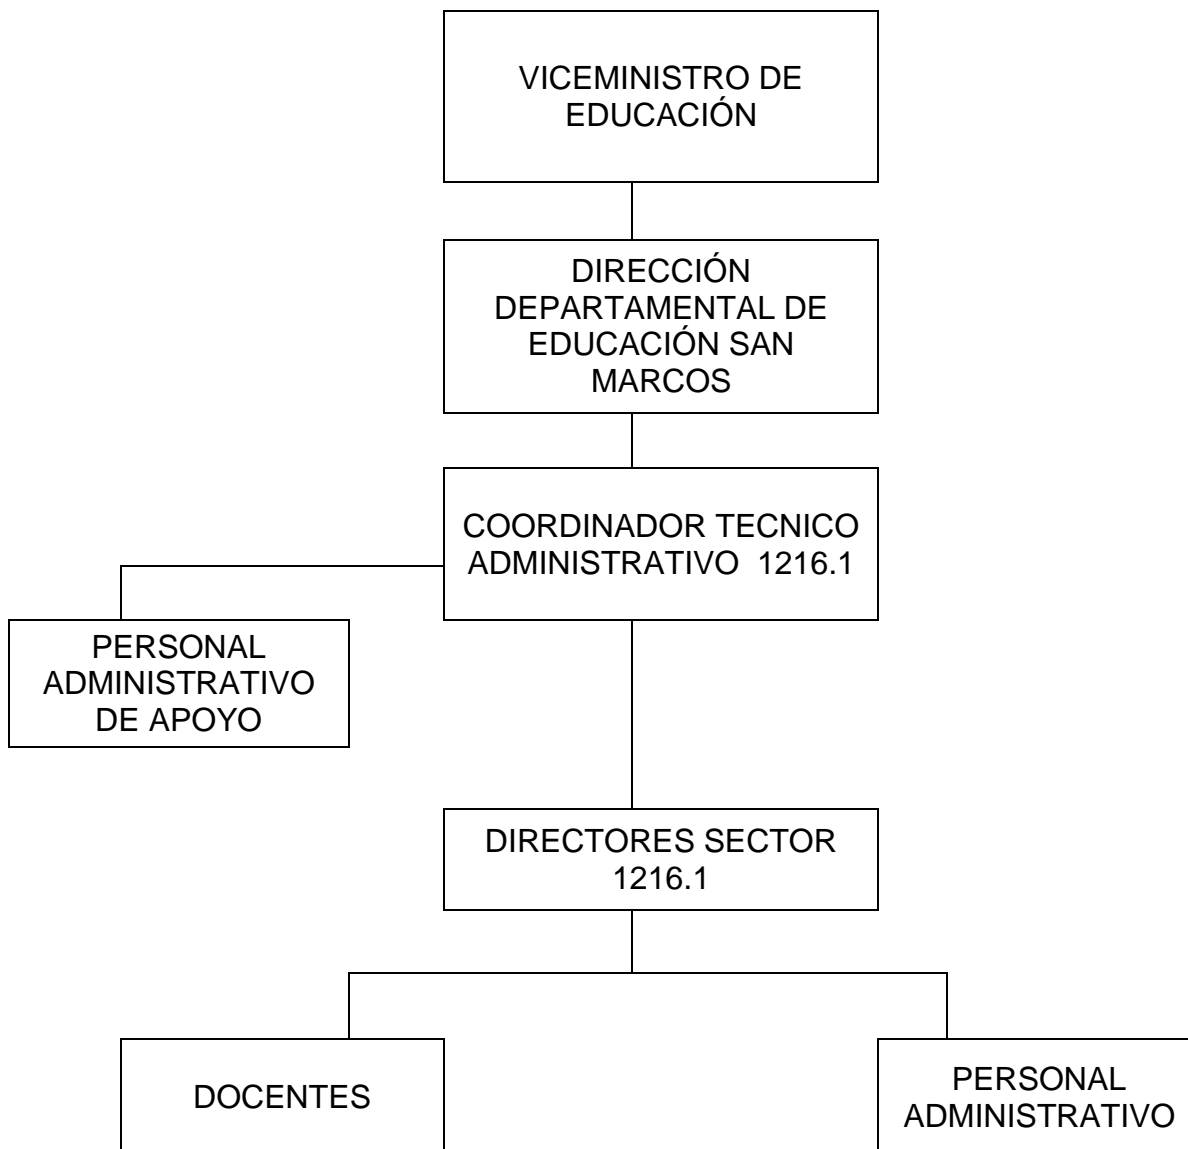 VICEMINISTRO DE
EDUCACIÓN
DIRECCIÓN
DEPARTAMENTAL DE
EDUCACIÓN SAN
MARCOS
COORDINADOR TECNICO
ADMINISTRATIVO 1216.1
PERSONAL
ADMINISTRATIVO
DE APOYO
DIRECTORES SECTOR
1216.1
DOCENTES
PERSONAL
ADMINISTRATIVO